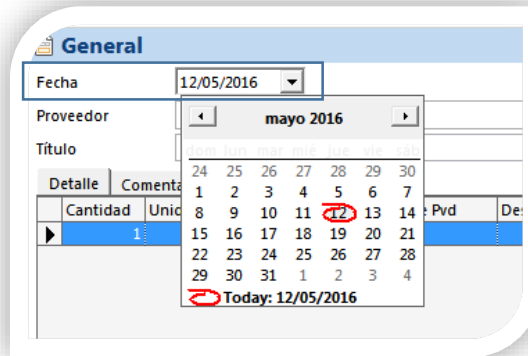 General
Fecha 12/05/2016
Proveedor
mayo 2016
Título
dom lun mar mié jue vie sáb
24 25 26 27 28 29 30
Detalle Comenta
1 2 3 4 5 6 7
Cantidad Unid Pvd Des
8 9 10 11 12 13 14
1
15 16 17 18 19 20 21
22 23 24 25 26 27 28
29 30 31 1 2 3 4
Today: 12/05/2016